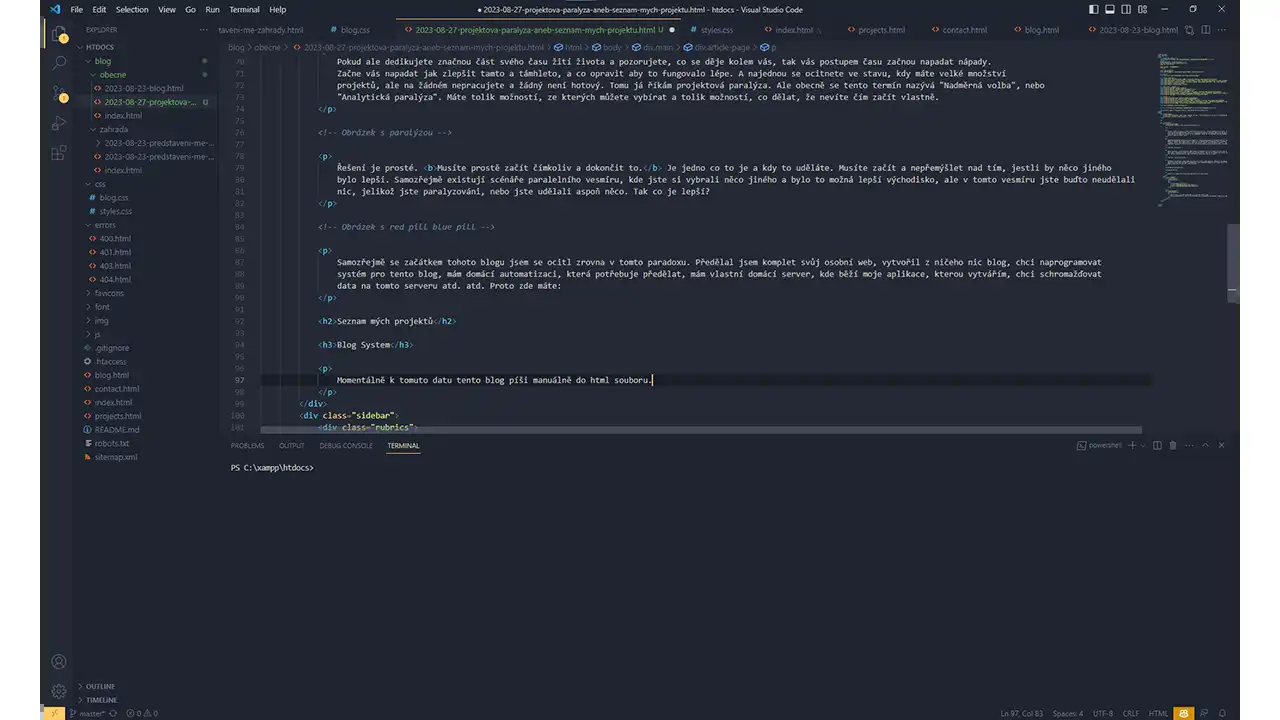 File Edit Selection View Go Run Terminal Help
● 2023-08-27-projektova-paralyza-aneb-seznam-mych-projektu.html - htdocs - Visual Studio Code
EXPLORER ···
HTDOCS
blog
obecne
2023-08-23-blog.html
2023-08-27-projektova-... U
index.html
zahrada
2023-08-23-predstaveni-me-...
2023-08-23-predstaveni-me-...
index.html
css
blog.css
styles.css
errors
400.html
401.html
403.html
404.html
favicons
font
img
js
.gitignore
.htaccess
blog.html
contact.html
index.html
projects.html
README.md
robots.txt
sitemap.xml
OUTLINE
TIMELINE
taveni-me-zahrady.html blog.css 2023-08-27-projektova-paralyza-aneb-seznam-mych-projektu.html U ● styles.css index.html projects.html contact.html blog.html 2023-08-23-blog.html
blog > obecne > 2023-08-27-projektova-paralyza-aneb-seznam-mych-projektu.html > html > body > div.main > div.article-page > p
70 Pokud ale dedikujete značnou část svého času žití života a pozorujete, co se děje kolem vás, tak vás postupem času začnou napadat nápady.
71 Začne vás napadat jak zlepšit tamto a támhleto, a co opravit aby to fungovalo lépe. A najednou se ocitnete ve stavu, kdy máte velké množství
72 projektů, ale na žádném nepracujete a žádný není hotový. Tomu já říkám projektová paralýza. Ale obecně se tento termín nazývá "Nadměrná volba", nebo
73 "Analytická paralýza". Máte tolik možností, ze kterých můžete vybírat a tolik možností, co dělat, že nevíte čím začít vlastně.
74 </p>
75
76 <!-- Obrázek s paralýzou -->
77
78 <p>
79 Řešení je prosté. <b>Musíte prostě začít čímkoliv a dokončit to.</b> Je jedno co to je a kdy to uděláte. Musíte začít a nepřemýšlet nad tím, jestli by něco jiného
80 bylo lepší. Samozřejmě existují scénáře paralelního vesmíru, kde jste si vybrali něco jiného a bylo to možná lepší východisko, ale v tomto vesmíru jste buďto neudělali
81 nic, jelikož jste paralyzováni, nebo jste udělali aspoň něco. Tak co je lepší?
82 </p>
83
84 <!-- Obrázek s red pill blue pill -->
85
86 <p>
87 Samozřejmě se začátkem tohoto blogu jsem se ocitl zrovna v tomto paradoxu. Předělal jsem komplet svůj osobní web, vytvořil z ničeho nic blog, chci naprogramovat
88 systém pro tento blog, mám domácí automatizaci, která potřebuje předělat, mám vlastní domácí server, kde běží moje aplikace, kterou vytvářím, chci schromažďovat
89 data na tomto serveru atd. atd. Proto zde máte:
90 </p>
91
92 <h2>Seznam mých projektů</h2>
93
94 <h3>Blog System</h3>
95
96 <p>
97 Momentálně k tomuto datu tento blog píši manuálně do html souboru.
98 </p>
99 </div>
100 <div class="sidebar">
101 <div class="rubrics">
PROBLEMS OUTPUT DEBUG CONSOLE TERMINAL powershell
PS C:\xampp\htdocs>
master* 0 0 Ln 97, Col 83 Spaces: 4 UTF-8 CRLF HTML